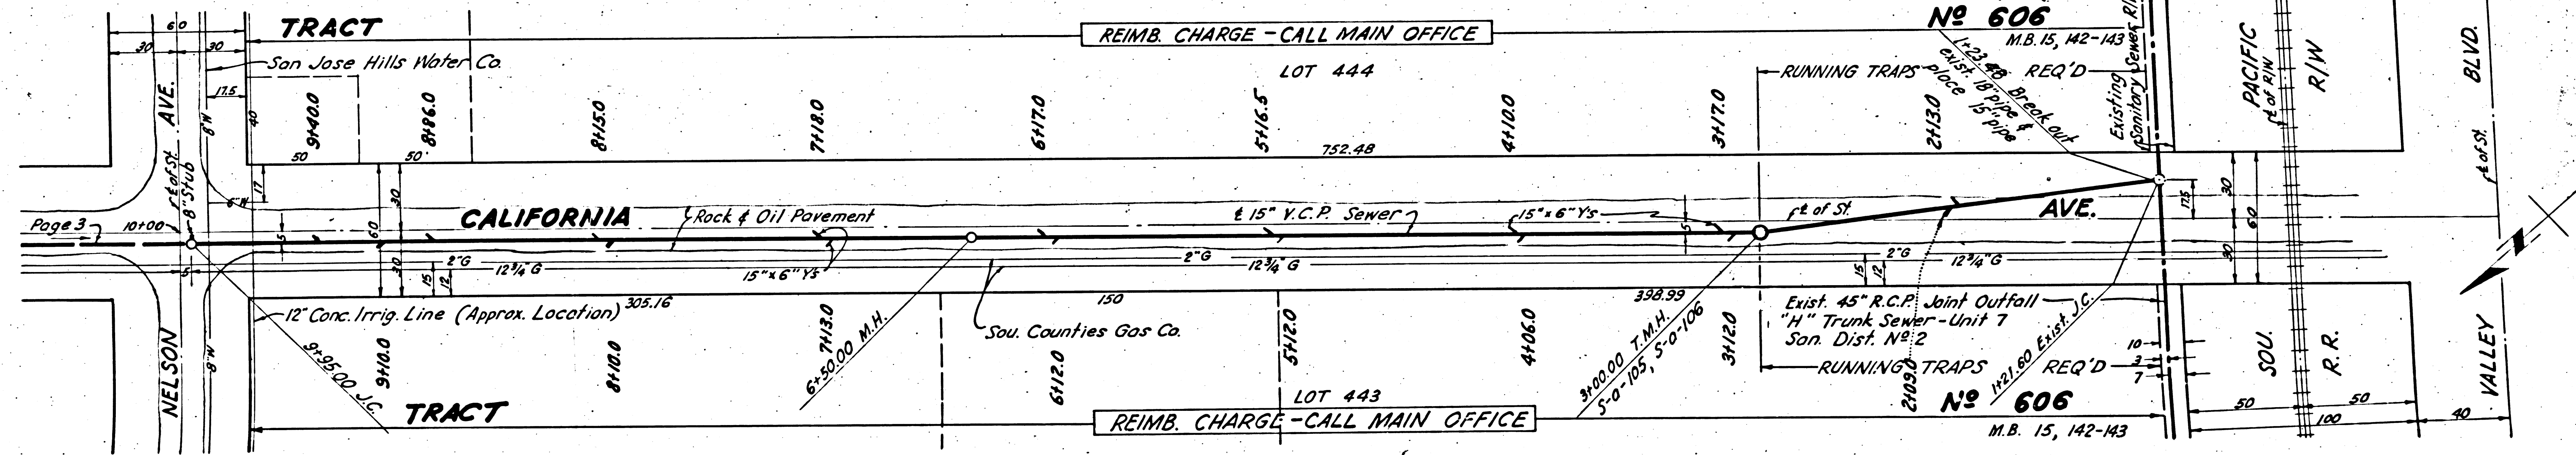 TRACT
REIMB. CHARGE - CALL MAIN OFFICE
Nº 606
M.B. 15, 142-143
60
30
30
San Jose Hills Water Co.
17.5
8"W
40
NELSON AVE.
℄ of St.
8" Stub
LOT 444
RUNNING TRAPS REQ'D
1+23.48 Break out
exist. 18" pipe &
place 15" pipe
Existing
Sanitary Sewer R/W
PACIFIC
℄ of R/W
R/W
BLVD.
℄ of St.
9+40.0
8+86.0
8+15.0
7+18.0
6+17.0
5+16.5
4+10.0
3+17.0
2+13.0
50
50
752.48
17
6"W
60
30
30
Page 3
10+00
CALIFORNIA
Rock & Oil Pavement
℄ 15" V.C.P. Sewer
15" x 6" Ys
℄ of St.
AVE.
17.5
30
60
30
5
5
5
15
12
2"G
12¾"G
15" x 6" Ys
2"G
12¾"G
15
12
2"G
12¾"G
12" Conc. Irrig. Line (Approx. Location)
305.16
150
398.99
Sou. Counties Gas Co.
Exist. 45" R.C.P. Joint Outfall
"H" Trunk Sewer - Unit 7
San. Dist. Nº 2
RUNNING TRAPS REQ'D
8"W
9+95.00 J.C.
9+10.0
8+10.0
7+13.0
6+50.00 M.H.
6+12.0
5+12.0
4+06.0
3+00.00 T.M.H.
S-a-105, S-a-106
3+12.0
2+09.0
1+21.60 Exist. J.C.
10
3
7
SOU.
R.R.
VALLEY
50
50
100
40
TRACT
LOT 443
REIMB. CHARGE - CALL MAIN OFFICE
Nº 606
M.B. 15, 142-143